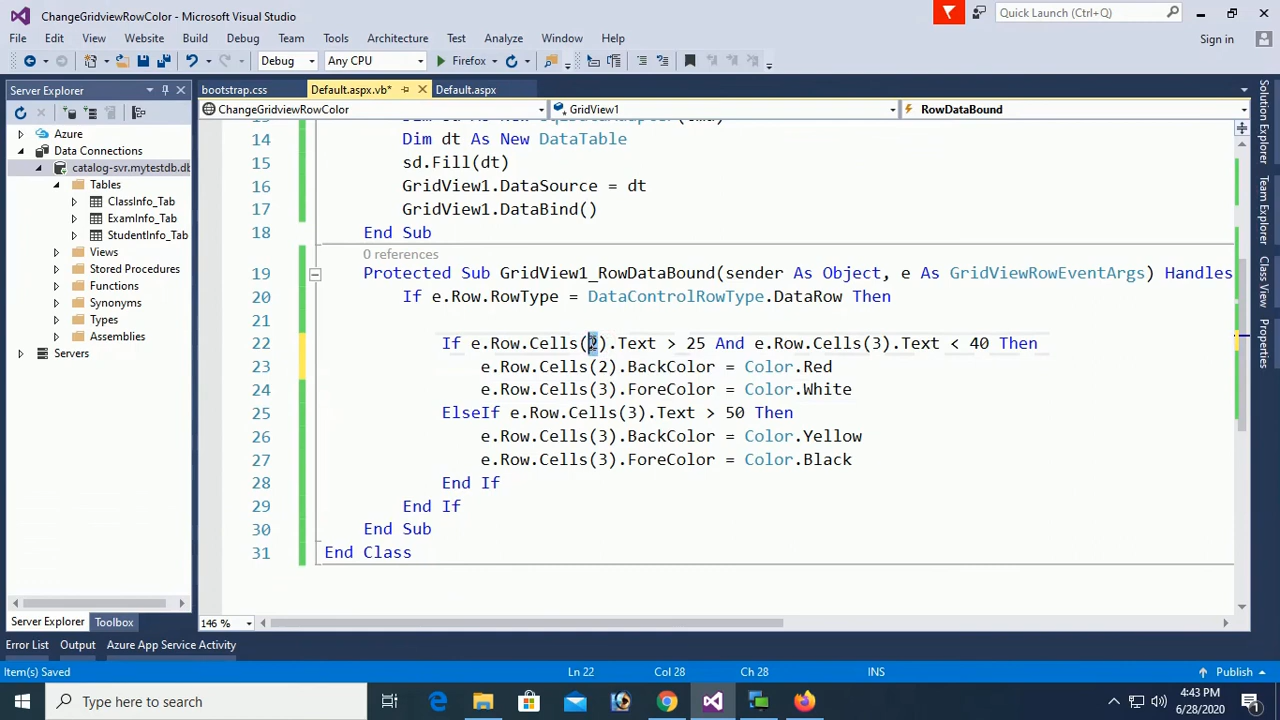 ChangeGridviewRowColor - Microsoft Visual Studio
Quick Launch (Ctrl+Q)
File Edit View Website Build Debug Team Tools Architecture Test Analyze Window Help
Sign in
Debug Any CPU Firefox
Server Explorer
bootstrap.css Default.aspx.vb* Default.aspx
ChangeGridviewRowColor GridView1 RowDataBound
Azure
Data Connections
catalog-svr.mytestdb.db
Tables
ClassInfo_Tab
ExamInfo_Tab
StudentInfo_Tab
Views
Stored Procedures
Functions
Synonyms
Types
Assemblies
Servers
14 Dim dt As New DataTable
15 sd.Fill(dt)
16 GridView1.DataSource = dt
17 GridView1.DataBind()
18 End Sub
0 references
19 Protected Sub GridView1_RowDataBound(sender As Object, e As GridViewRowEventArgs) Handles
20 If e.Row.RowType = DataControlRowType.DataRow Then
21
22 If e.Row.Cells(2).Text > 25 And e.Row.Cells(3).Text < 40 Then
23 e.Row.Cells(2).BackColor = Color.Red
24 e.Row.Cells(3).ForeColor = Color.White
25 ElseIf e.Row.Cells(3).Text > 50 Then
26 e.Row.Cells(3).BackColor = Color.Yellow
27 e.Row.Cells(3).ForeColor = Color.Black
28 End If
29 End If
30 End Sub
31 End Class
Solution Explorer
Team Explorer
Class View
Properties
146 %
Server Explorer Toolbox
Error List Output Azure App Service Activity
Item(s) Saved Ln 22 Col 28 Ch 28 INS Publish
Type here to search
4:43 PM
6/28/2020